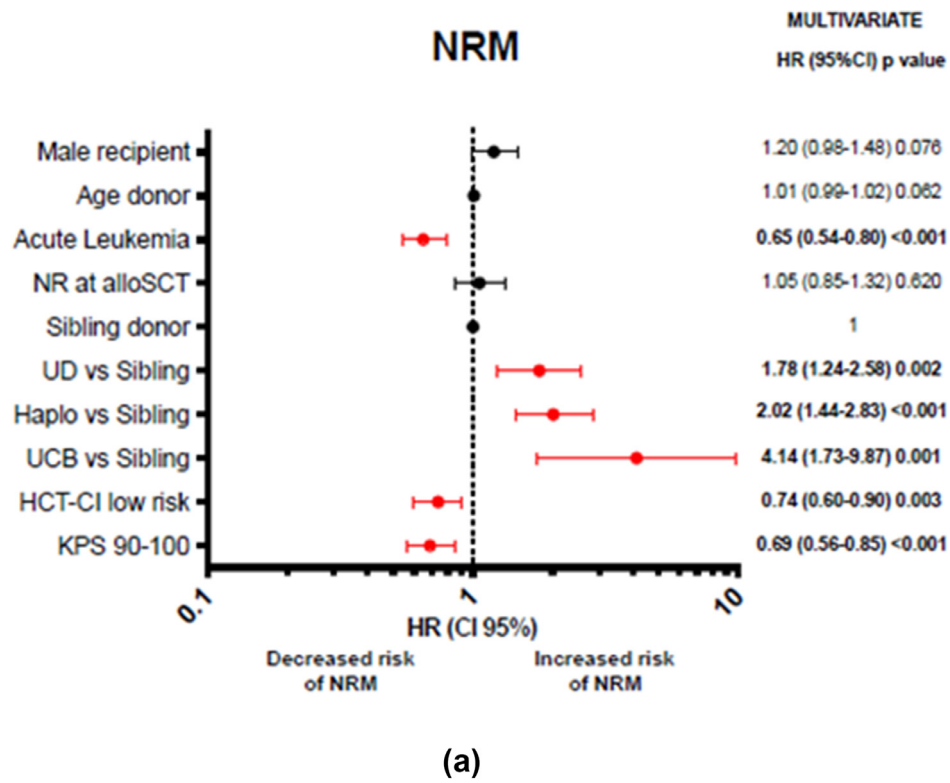 NRM
MULTIVARIATE
HR (95%CI) p value
Male recipient 1.20 (0.98-1.48) 0.076
Age donor 1.01 (0.99-1.02) 0.062
Acute Leukemia 0.65 (0.54-0.80) <0.001
NR at alloSCT 1.05 (0.85-1.32) 0.620
Sibling donor 1
UD vs Sibling 1.78 (1.24-2.58) 0.002
Haplo vs Sibling 2.02 (1.44-2.83) <0.001
UCB vs Sibling 4.14 (1.73-9.87) 0.001
HCT-CI low risk 0.74 (0.60-0.90) 0.003
KPS 90-100 0.69 (0.56-0.85) <0.001
0.1 1 10
HR (CI 95%)
Decreased risk Increased risk
of NRM of NRM
(a)